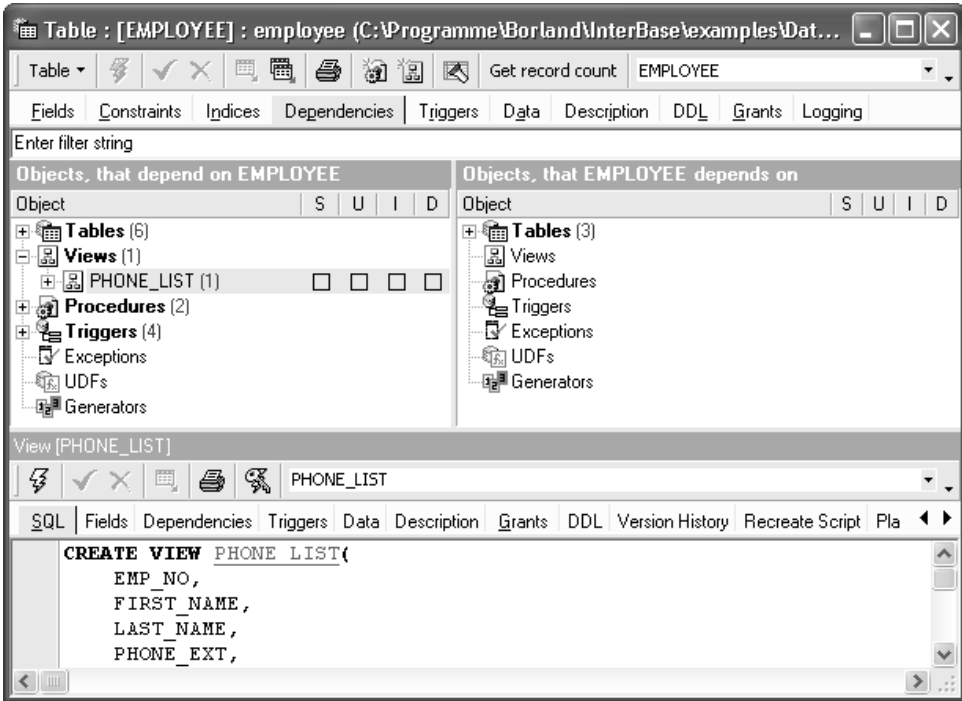 Table : [EMPLOYEE] : employee (C:\Programme\Borland\InterBase\examples\Dat...
Table Get record count EMPLOYEE
Fields Constraints Indices Dependencies Triggers Data Description DDL Grants Logging
Enter filter string
Objects, that depend on EMPLOYEE
Object S U I D
Tables (6)
Views (1)
PHONE_LIST (1)
Procedures (2)
Triggers (4)
Exceptions
UDFs
Generators
Objects, that EMPLOYEE depends on
Object S U I D
Tables (3)
Views
Procedures
Triggers
Exceptions
UDFs
Generators
View [PHONE_LIST]
PHONE_LIST
SQL Fields Dependencies Triggers Data Description Grants DDL Version History Recreate Script Pla
CREATE VIEW PHONE_LIST(
EMP_NO,
FIRST_NAME,
LAST_NAME,
PHONE_EXT,